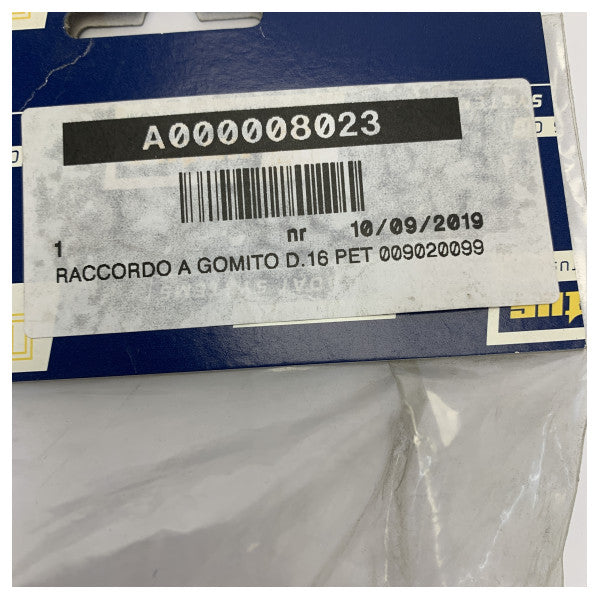 A000008023
1 nr 10/09/2019
RACCORDO A GOMITO D.16 PET 009020099